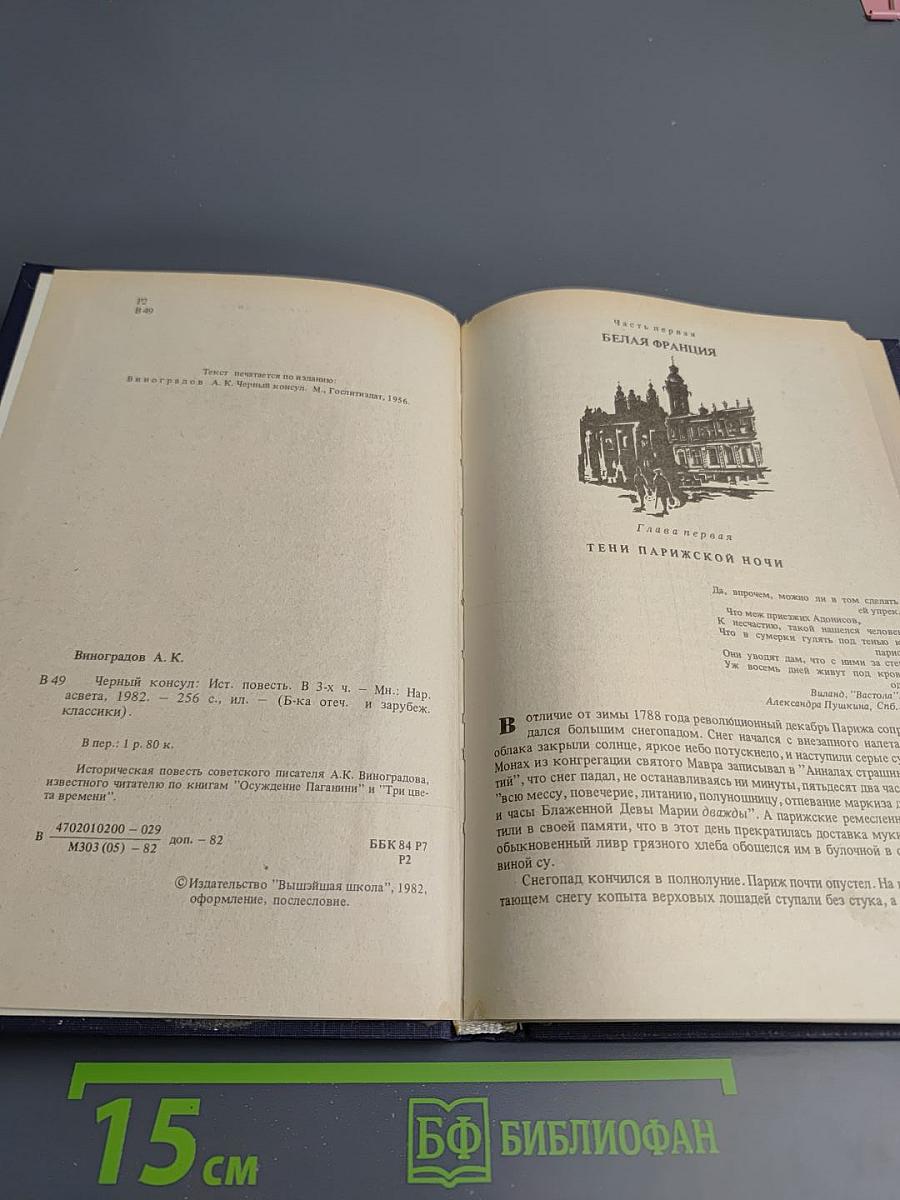 Р2
В 49
Текст печатается по изданию:
Виноградов А. К. Черный консул. М., Гослитиздат, 1956.
Виноградов А. К.
В 49 Черный консул: Ист. повесть. В 3-х ч. — Мн.: Нар.
асвета, 1982. — 256 с., ил. — (Б-ка отеч. и зарубеж.
классики).
В пер.: 1 р. 80 к.
Историческая повесть советского писателя А.К. Виноградова,
известного читателю по книгам "Осуждение Паганини" и "Три цве-
та времени".
В 4702010200 — 029 доп. — 82
М303 (05) — 82
ББК 84 Р7
Р2
© Издательство "Вышэйшая школа", 1982,
оформление, послесловие.
Часть первая
БЕЛАЯ ФРАНЦИЯ
Глава первая
ТЕНИ ПАРИЖСКОЙ НОЧИ
Да, впрочем, можно ли в том сделать
ей упрек,
Что меж приезжих Адонисов,
К несчастию, такой нашелся человек
Что в сумерки гулять под тенью
парис
Они уводят дам, что с ними за сте
Уж восемь дней живут под кров
од
Виланд, "Вастола".
Александра Пушкина, Спб.
В отличие от зимы 1788 года революционный декабрь Парижа сопр
дался большим снегопадом. Снег начался с внезапного налета
облака закрыли солнце, яркое небо потускнело, и наступили серые су
Монах из конгрегации святого Мавра записывал в "Анналах страшн
тий", что снег падал, не останавливаясь ни минуты, пятьдесят два час
"всю мессу, повечерие, литанию, полунощницу, отпевание маркиза д
и часы Блаженной Девы Марии дважды". А парижские ремесленн
тили в своей памяти, что в этот день прекратилась доставка муки
обыкновенный ливр грязного хлеба обошелся им в булочной в с
виной су.
Снегопад кончился в полнолуние. Париж почти опустел. На
тающем снегу копыта верховых лошадей ступали без стука, а
15 см
БФ БИБЛИОФАН